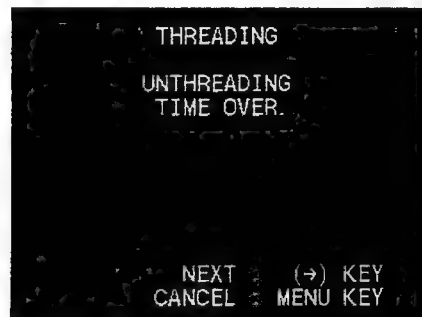 THREADING
UNTHREADING
TIME OVER.
NEXT : (→) KEY
CANCEL : MENU KEY